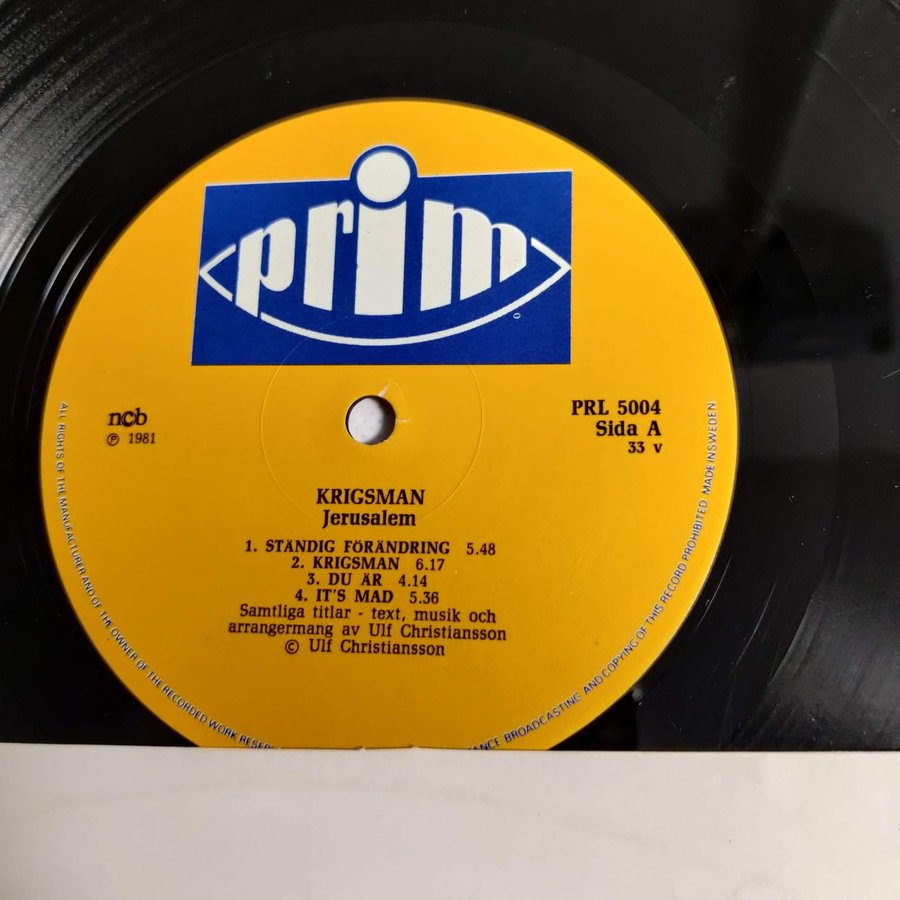 prim
ncb
℗ 1981
PRL 5004
Sida A
33 v
KRIGSMAN
Jerusalem
1. STÄNDIG FÖRÄNDRING 5.48
2. KRIGSMAN 6.17
3. DU ÄR 4.14
4. IT'S MAD 5.36
Samtliga titlar - text, musik och
arrangermang av Ulf Christiansson
© Ulf Christiansson
ALL RIGHTS OF THE MANUFACTURER AND OF THE OWNER OF THE RECORDED WORK
BROADCASTING AND COPYING OF THIS RECORD PROHIBITED MADE IN SWEDEN